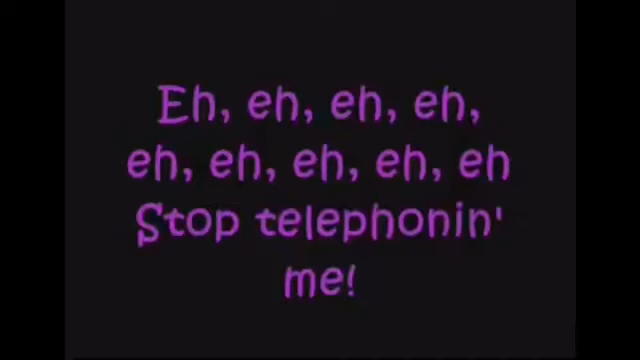 Eh, eh, eh, eh,
eh, eh, eh, eh, eh
Stop telephonin'
me!